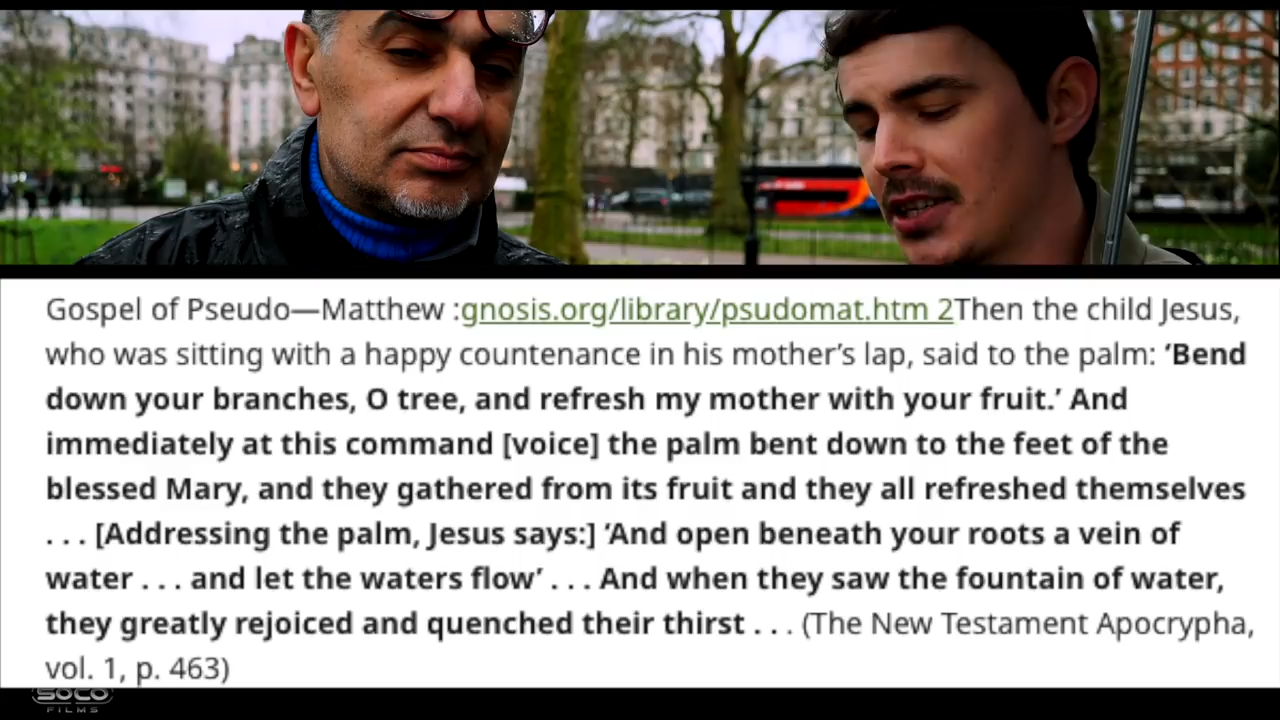 Gospel of Pseudo—Matthew :gnosis.org/library/psudomat.htm 2Then the child Jesus,
who was sitting with a happy countenance in his mother’s lap, said to the palm: ‘Bend
down your branches, O tree, and refresh my mother with your fruit.’ And
immediately at this command [voice] the palm bent down to the feet of the
blessed Mary, and they gathered from its fruit and they all refreshed themselves
. . . [Addressing the palm, Jesus says:] ‘And open beneath your roots a vein of
water . . . and let the waters flow’ . . . And when they saw the fountain of water,
they greatly rejoiced and quenched their thirst . . . (The New Testament Apocrypha,
vol. 1, p. 463)
SOCO
FILMS